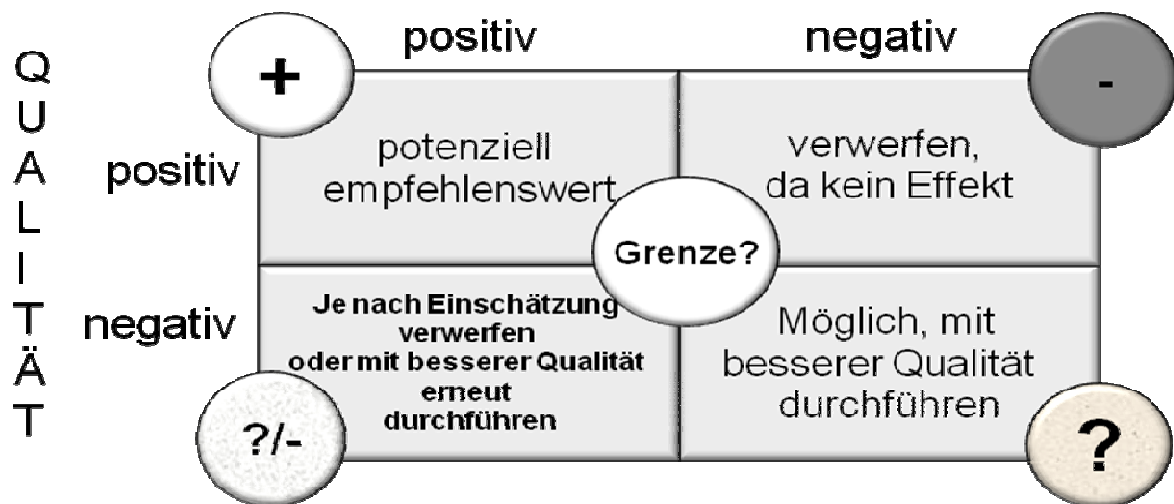 QUALITÄT
positiv
negativ
+
-
positiv
potenziell
empfehlenswert
verwerfen,
da kein Effekt
Grenze?
negativ
Je nach Einschätzung
verwerfen
oder mit besserer Qualität
erneut
durchführen
Möglich, mit
besserer Qualität
durchführen
?/-
?